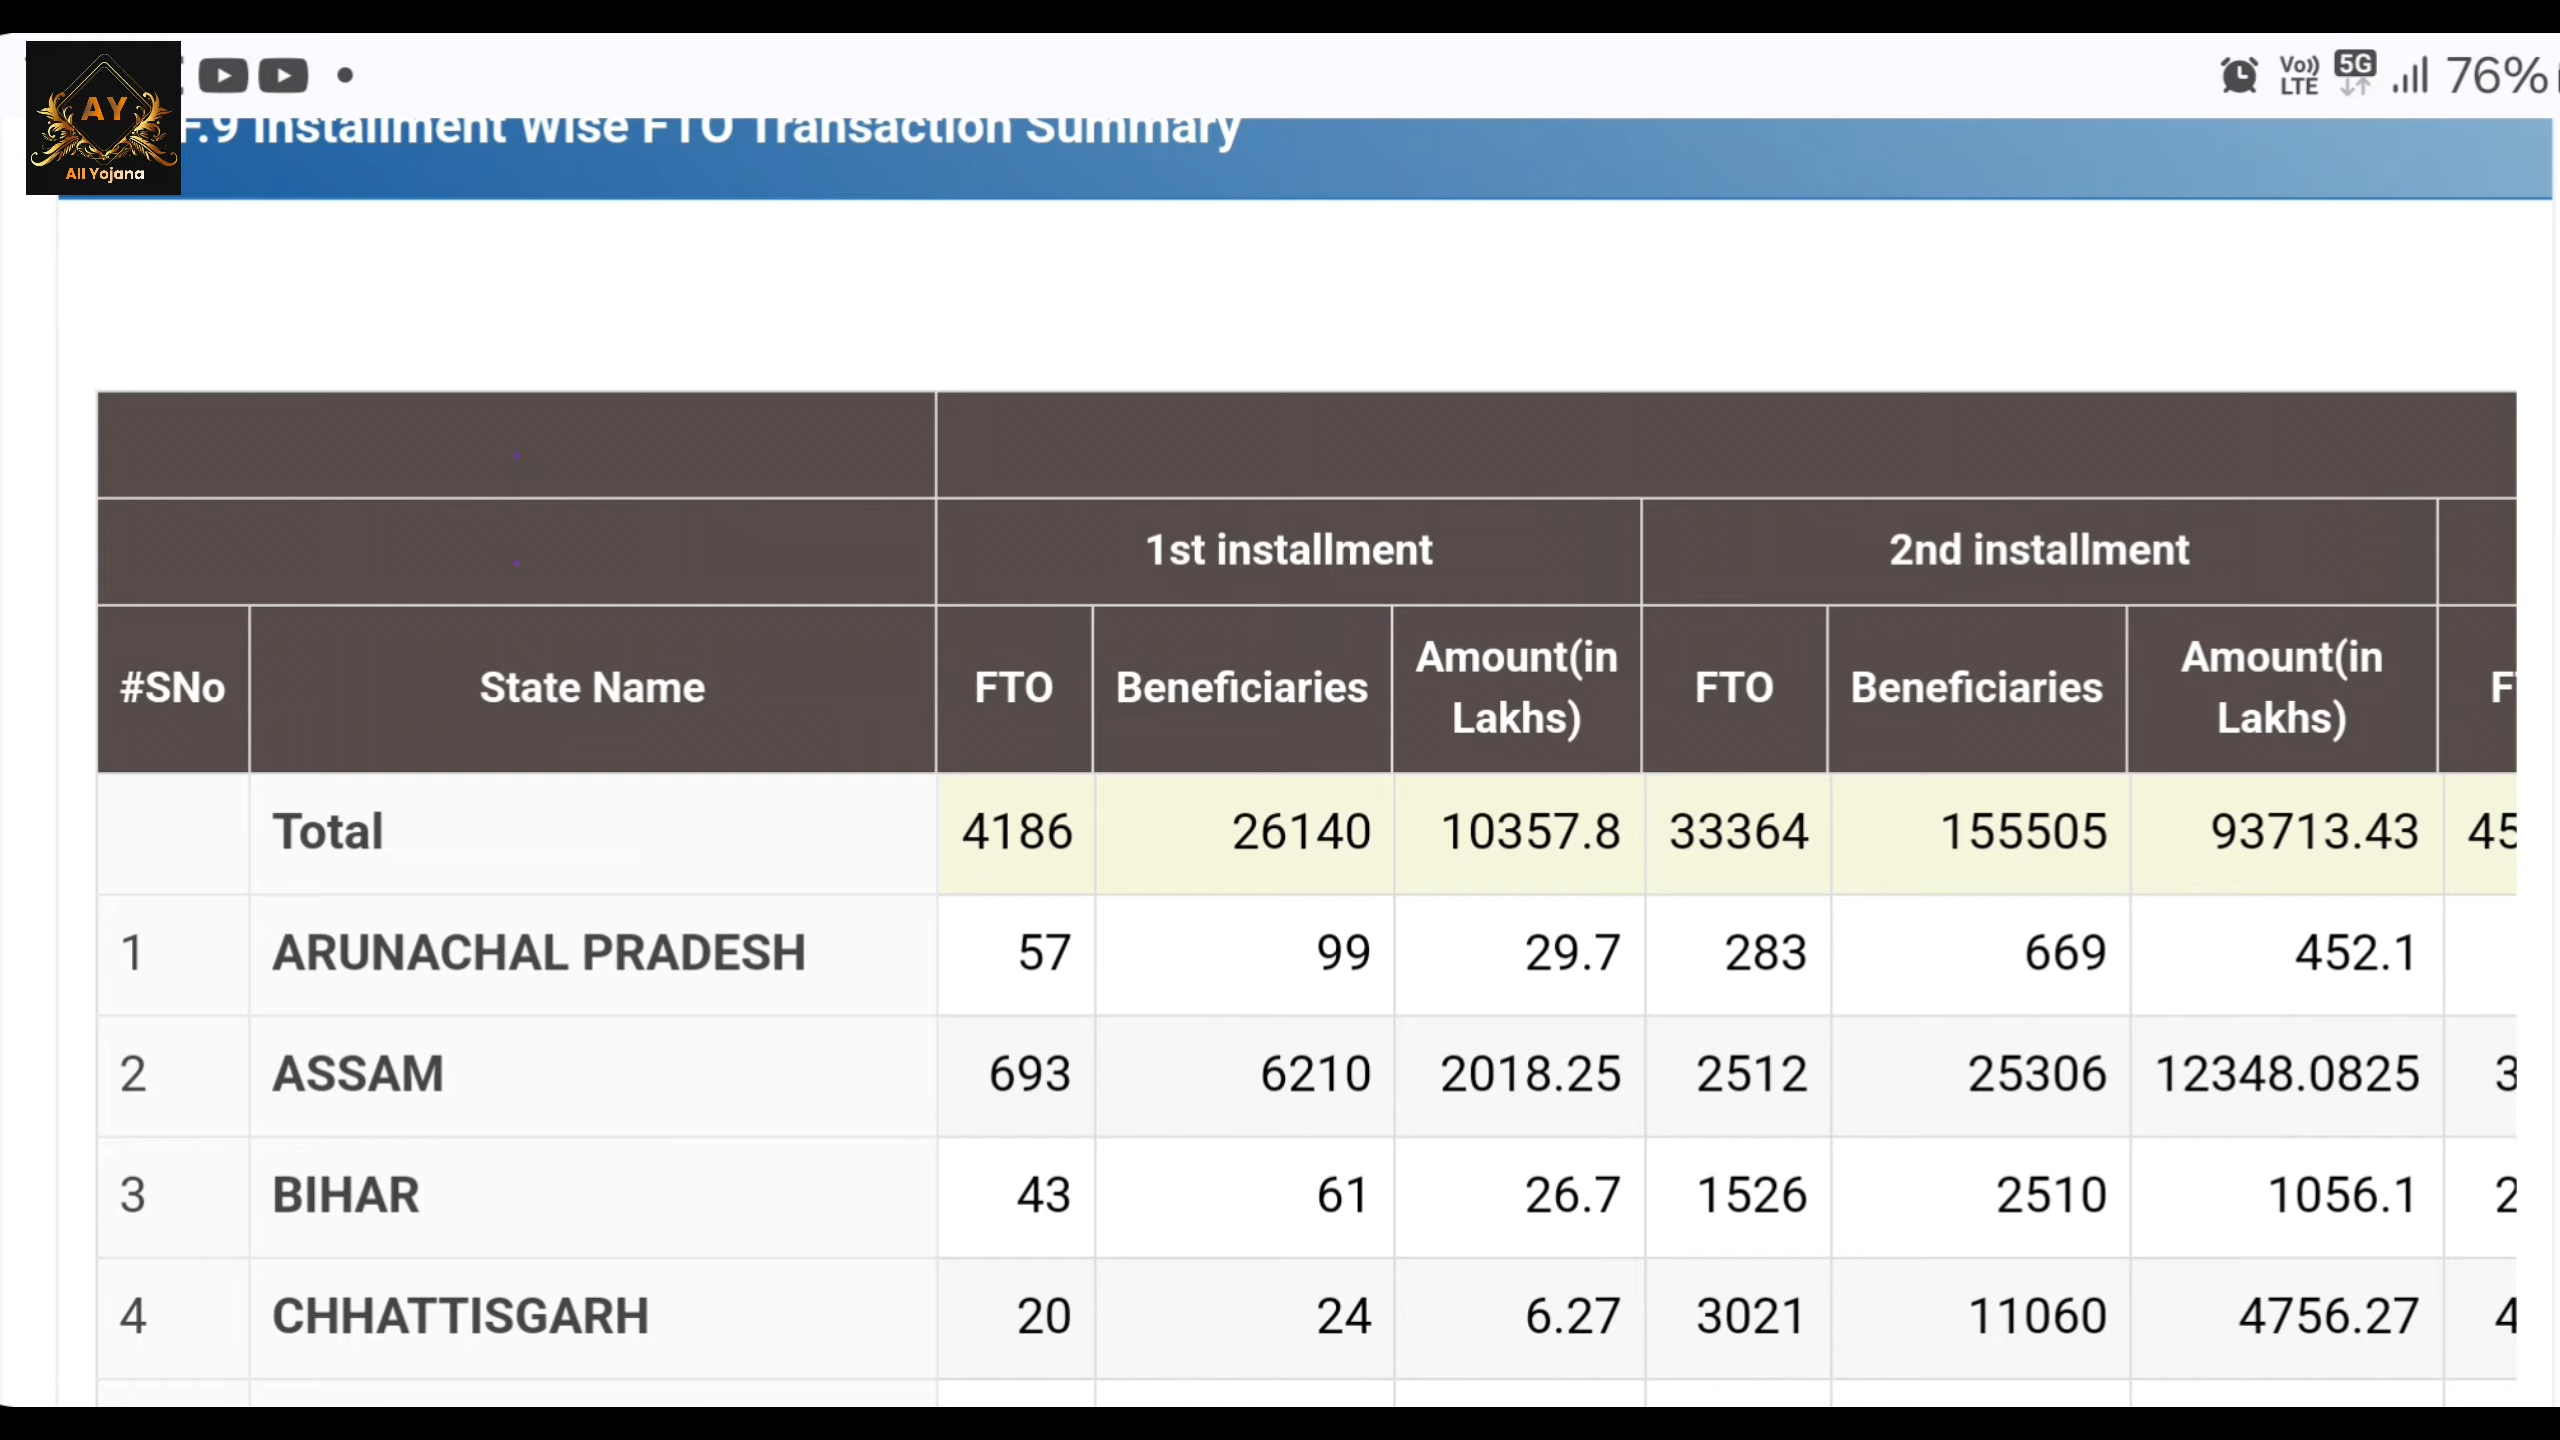 AY
All Yojana
Vo)) LTE 5G 76%
F.9 Installment Wise FTO Transaction Summary
1st installment 2nd installment
#SNo State Name FTO Beneficiaries Amount(in Lakhs) FTO Beneficiaries Amount(in Lakhs)
Total 4186 26140 10357.8 33364 155505 93713.43 45
1 ARUNACHAL PRADESH 57 99 29.7 283 669 452.1
2 ASSAM 693 6210 2018.25 2512 25306 12348.0825 3
3 BIHAR 43 61 26.7 1526 2510 1056.1 2
4 CHHATTISGARH 20 24 6.27 3021 11060 4756.27 4